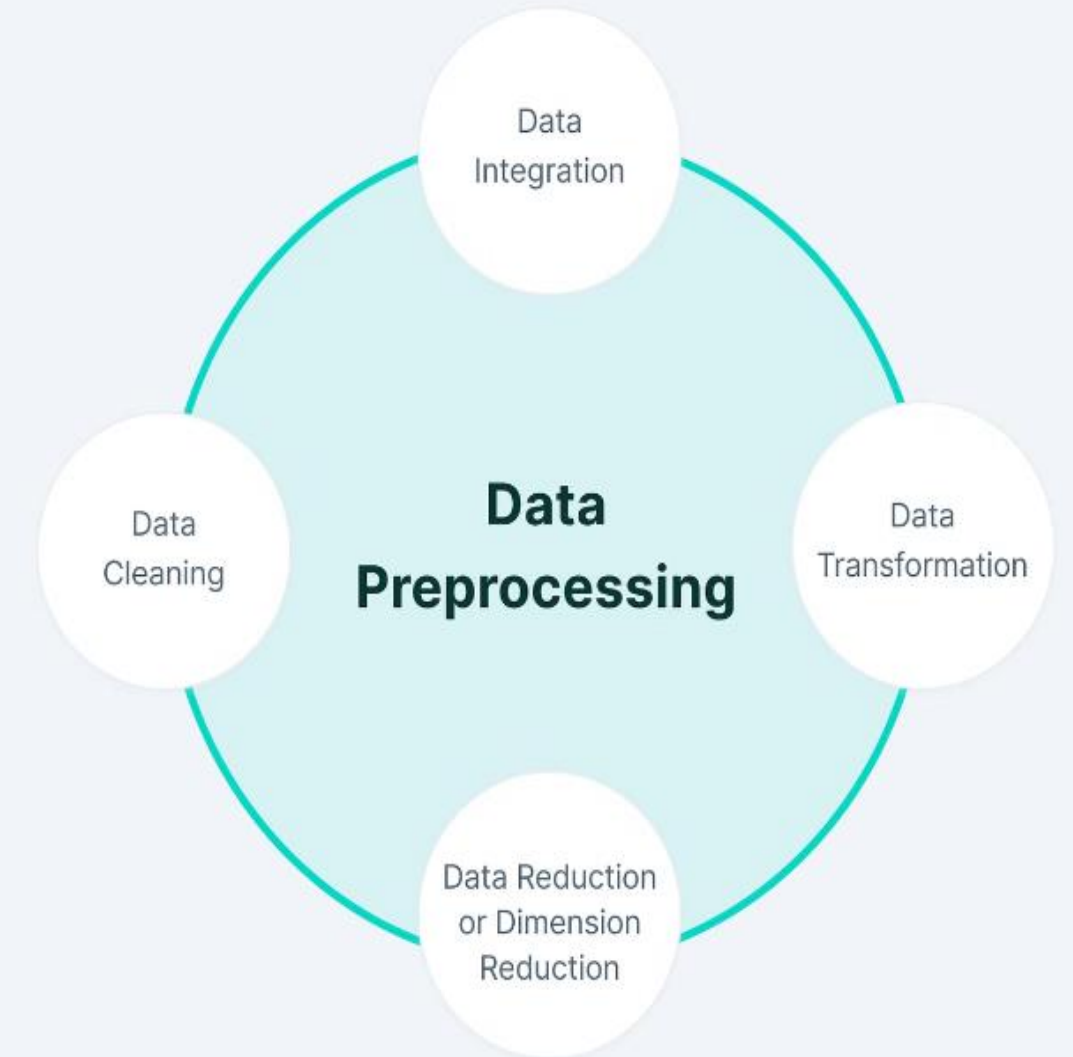 Data
Integration
Data
Cleaning
Data
Preprocessing
Data
Transformation
Data Reduction
or Dimension
Reduction